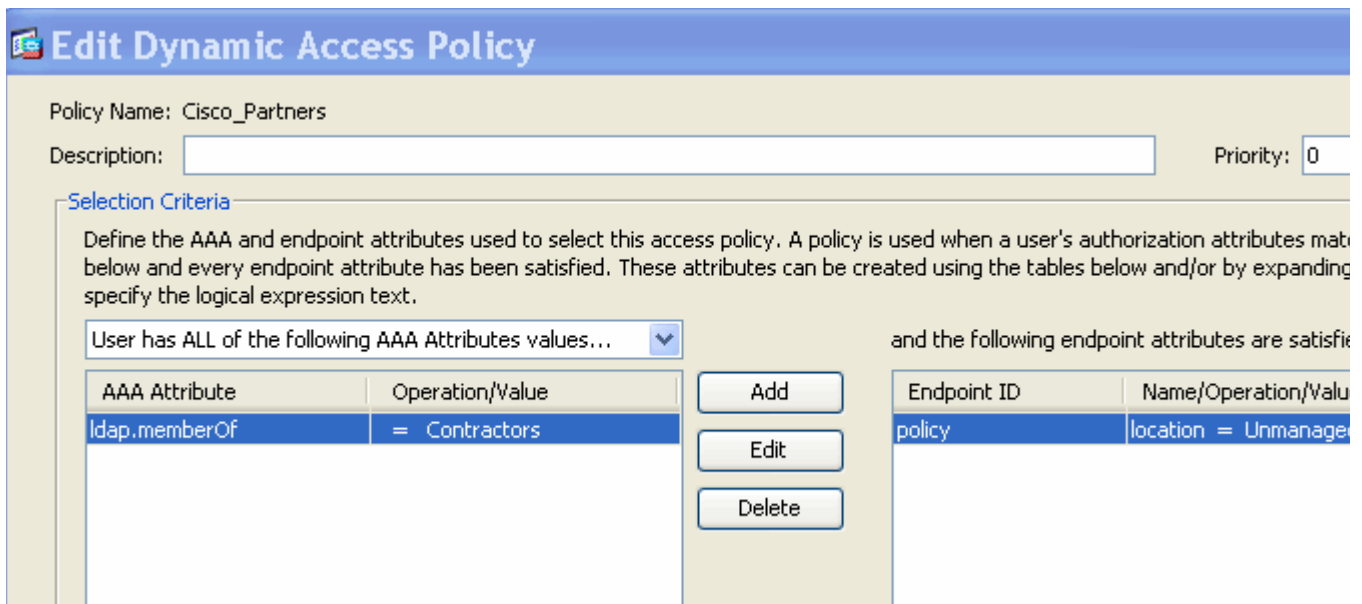 Edit Dynamic Access Policy
Policy Name: Cisco_Partners
Description:
Priority: 0
Selection Criteria
Define the AAA and endpoint attributes used to select this access policy. A policy is used when a user's authorization attributes mat
below and every endpoint attribute has been satisfied. These attributes can be created using the tables below and/or by expanding
specify the logical expression text.
User has ALL of the following AAA Attributes values...
and the following endpoint attributes are satisfie
AAA Attribute Operation/Value
Add
Endpoint ID Name/Operation/Valu
ldap.memberOf = Contractors
policy location = Unmanaged
Edit
Delete